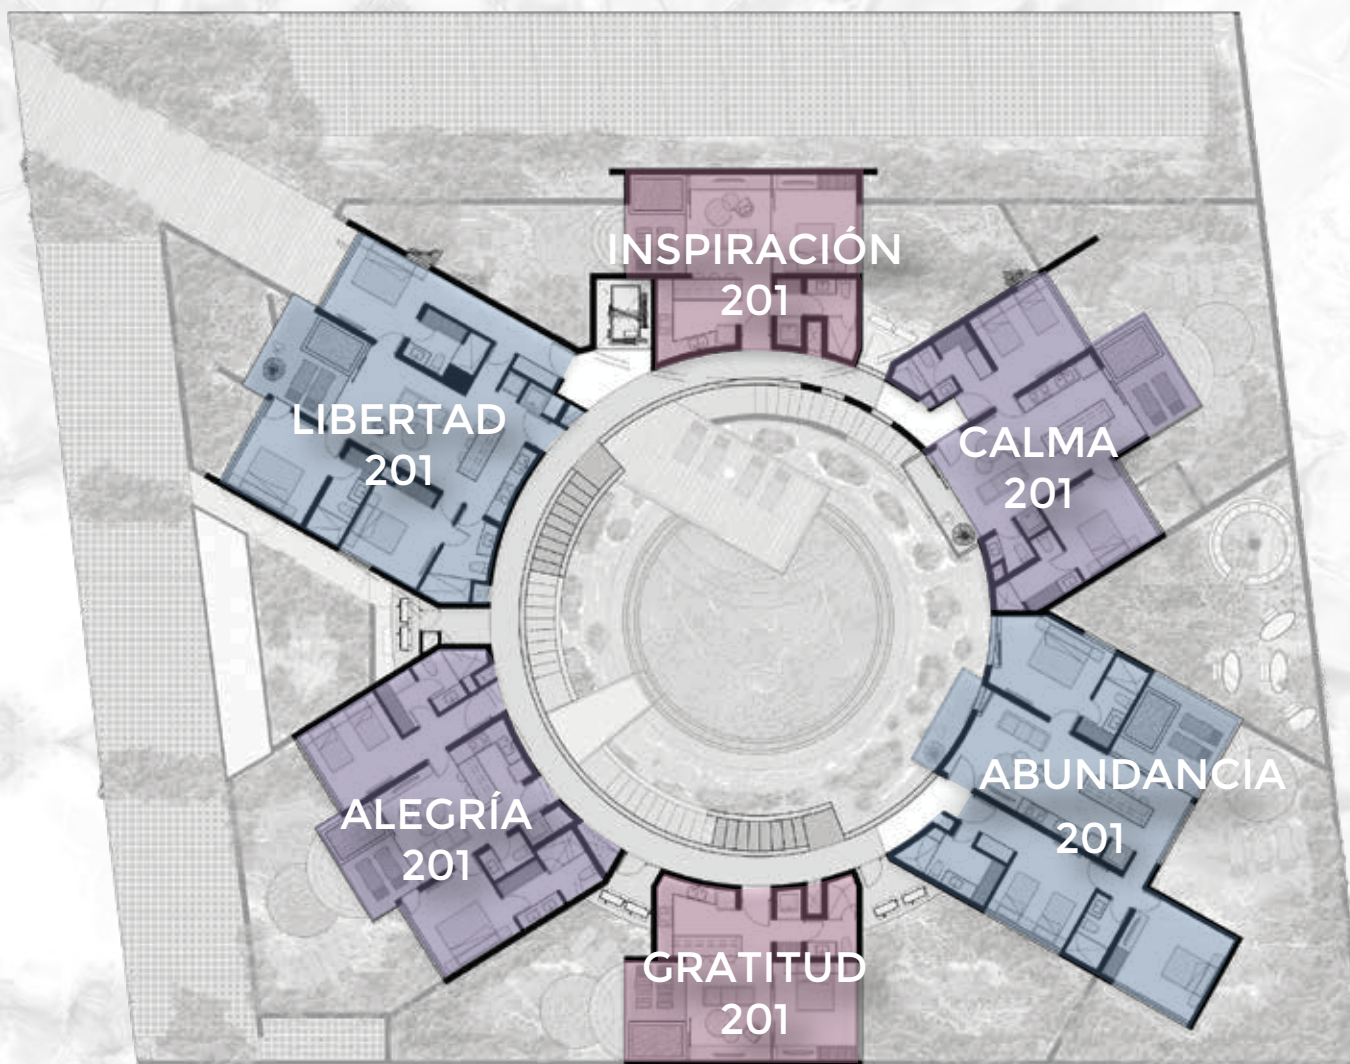 INSPIRACIÓN
201
LIBERTAD
201
CALMA
201
ABUNDANCIA
201
ALEGRÍA
201
GRATITUD
201